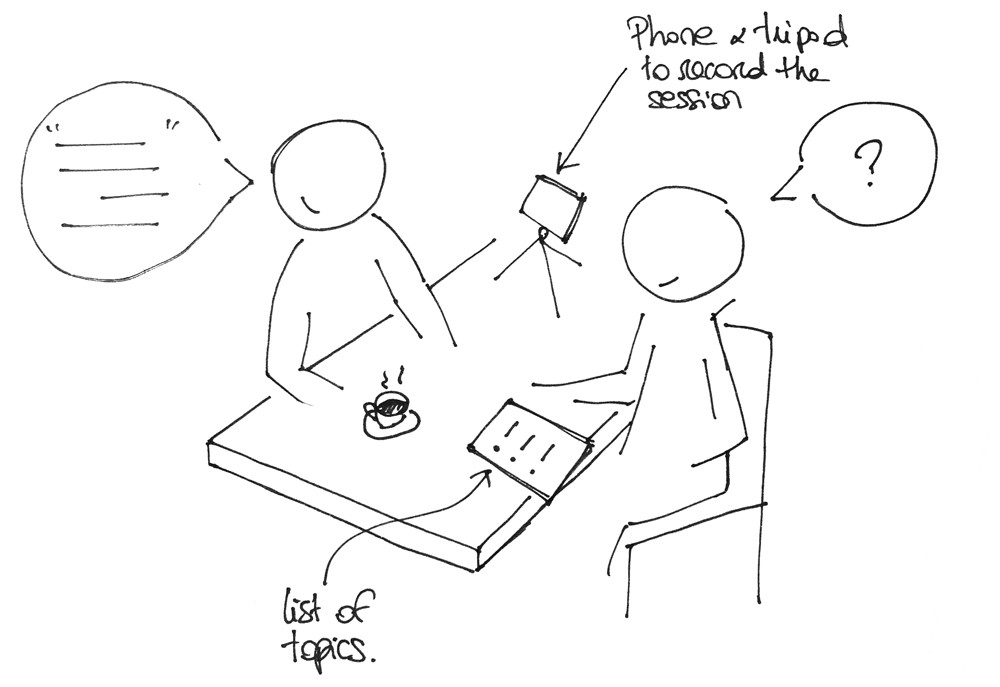 Phone & tripod
to record the
session
"
"
?
list of
topics.